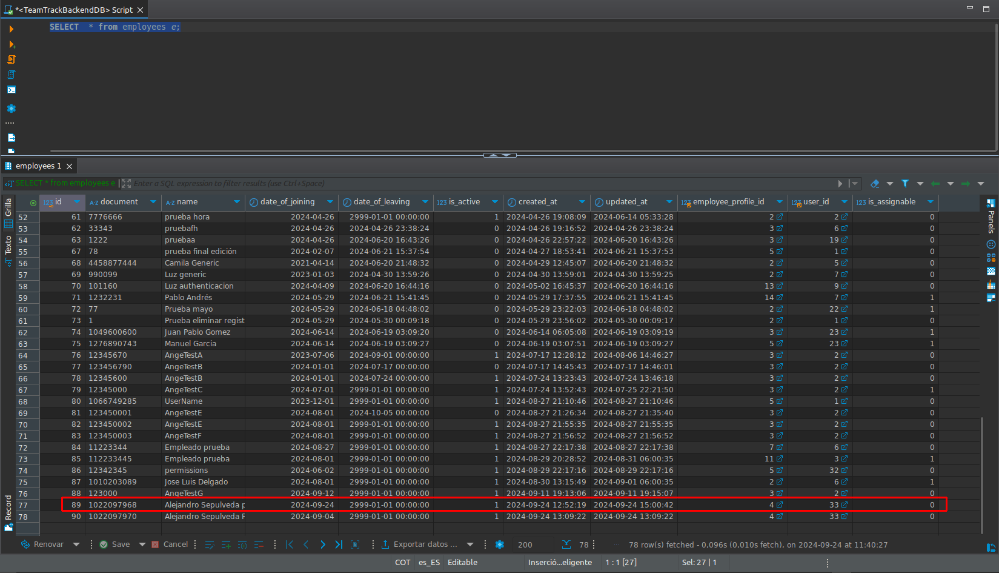 *<TeamTrackBackendDB> Script
SELECT * from employees e;
employees 1
SELECT * from employees e Enter a SQL expression to filter results (use Ctrl+Space)
Grilla
Texto
Record
Panels
123 id A-Z document A-Z name date_of_joining date_of_leaving 123 is_active created_at updated_at 123 employee_profile_id 123 user_id 123 is_assignable
52 61 7776666 prueba hora 2024-04-26 2999-01-01 00:00:00 1 2024-04-26 19:08:09 2024-06-14 05:33:28 2 2 0
53 62 33343 pruebafh 2024-04-26 2024-04-26 23:38:24 0 2024-04-26 19:16:52 2024-04-26 23:38:24 3 6 0
54 63 1222 pruebaa 2024-04-26 2024-06-20 16:43:26 0 2024-04-26 22:57:22 2024-06-20 16:43:26 3 19 0
55 67 78 prueba final edición 2024-02-07 2024-06-21 15:37:54 0 2024-04-27 18:53:41 2024-06-21 15:37:53 5 1 0
56 68 4458877444 Camila Generic 2021-04-14 2024-06-20 21:48:32 0 2024-04-29 12:45:07 2024-06-20 21:48:32 2 5 0
57 69 990099 Luz generic 2023-01-03 2024-04-30 13:59:26 0 2024-04-30 13:59:01 2024-04-30 13:59:25 2 7 0
58 70 101160 Luz authenticacion 2024-04-09 2024-06-20 16:44:16 0 2024-05-02 16:45:37 2024-06-20 16:44:16 13 9 0
59 71 1232231 Pablo Andrés 2024-05-29 2024-06-21 15:41:45 0 2024-05-29 17:37:55 2024-06-21 15:41:45 14 7 1
60 72 77 Prueba mayo 2024-05-29 2024-06-18 04:48:02 0 2024-05-29 23:22:03 2024-06-18 04:48:02 2 22 1
61 73 1 Prueba eliminar regist 2024-05-29 2024-05-30 00:09:18 0 2024-05-29 23:56:02 2024-05-30 00:09:17 2 1 0
62 74 1049600600 Juan Pablo Gomez 2024-06-14 2024-06-19 03:09:20 0 2024-06-14 06:05:08 2024-06-19 03:09:19 3 23 1
63 75 1276890743 Manuel Garcia 2024-06-14 2024-06-19 03:09:27 0 2024-06-19 03:07:51 2024-06-19 03:09:27 5 23 1
64 76 12345670 AngeTestA 2023-07-06 2024-09-01 00:00:00 1 2024-07-17 12:28:12 2024-08-06 14:46:27 3 2 0
65 77 123456790 AngeTestB 2024-01-01 2024-07-17 00:00:00 0 2024-07-17 14:45:43 2024-07-17 14:46:01 3 2 0
66 78 12345600 AngeTestB 2024-01-01 2024-07-24 00:00:00 1 2024-07-24 13:23:43 2024-07-24 13:46:18 3 2 0
67 79 12345000 AngeTestC 2024-07-01 2999-01-01 00:00:00 1 2024-07-24 13:52:43 2024-07-25 22:21:50 3 2 1
68 80 1066749285 UserName 2023-12-01 2999-01-01 00:00:00 1 2024-08-27 21:10:46 2024-08-27 21:10:46 5 1 0
69 81 123450001 AngeTestE 2024-08-01 2024-10-05 00:00:00 0 2024-08-27 21:26:34 2024-08-27 21:35:40 3 2 0
70 82 123450002 AngeTestE 2024-08-01 2999-01-01 00:00:00 1 2024-08-27 21:55:35 2024-08-27 21:55:35 3 2 0
71 83 123450003 AngeTestF 2024-08-01 2999-01-01 00:00:00 1 2024-08-27 21:56:52 2024-08-27 21:56:52 3 2 0
72 84 11223344 Empleado prueba 2024-08-27 2999-01-01 00:00:00 1 2024-08-27 22:17:38 2024-08-27 22:17:38 7 6 0
73 85 112233445 Empleado prueba 2024-08-01 2999-01-01 00:00:00 1 2024-08-29 20:28:52 2024-08-31 06:00:35 11 3 1
74 86 12342345 permissions 2024-06-02 2999-01-01 00:00:00 1 2024-08-29 22:17:16 2024-08-29 22:17:16 5 32 0
75 87 1010203089 Jose Luis Delgado 2024-08-01 2999-01-01 00:00:00 1 2024-08-30 13:15:49 2024-09-01 06:00:35 2 6 1
76 88 123000 AngeTestG 2024-09-12 2999-01-01 00:00:00 1 2024-09-11 19:13:06 2024-09-11 19:15:07 3 2 0
77 89 1022097968 Alejandro Sepulveda p 2024-09-24 2999-01-01 00:00:00 1 2024-09-24 12:52:19 2024-09-24 15:00:42 4 33 0
78 90 1022097970 Alejandro Sepulveda F 2024-09-04 2999-01-01 00:00:00 1 2024-09-24 13:09:22 2024-09-24 13:09:22 4 33 0
Renovar Save Cancel Exportar datos ... 200 78 78 row(s) fetched - 0,096s (0,010s fetch), on 2024-09-24 at 11:40:27
COT es_ES Editable Inserció...eligente 1 : 1 [27] Sel: 27 | 1